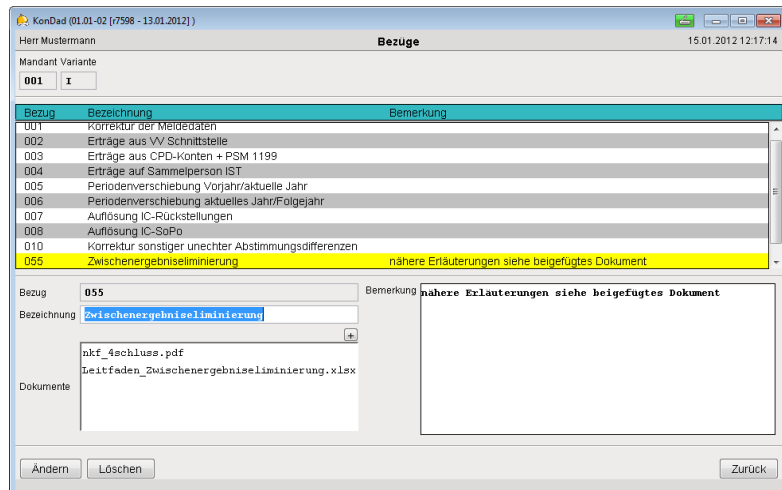 KonDad (01.01-02 [r7598 - 13.01.2012] )
Herr Mustermann Bezüge 15.01.2012 12:17:14
Mandant Variante
001 I
Bezug Bezeichnung Bemerkung
001 Korrektur der Meldedaten
002 Erträge aus VV Schnittstelle
003 Erträge aus CPD-Konten + PSM 1199
004 Erträge auf Sammelperson IST
005 Periodenverschiebung Vorjahr/aktuelle Jahr
006 Periodenverschiebung aktuelles Jahr/Folgejahr
007 Auflösung IC-Rückstellungen
008 Auflösung IC-SoPo
010 Korrektur sonstiger unechter Abstimmungsdifferenzen
055 Zwischenergebniseliminierung nähere Erläuterungen siehe beigefügtes Dokument
Bezug 055
Bezeichnung Zwischenergebniseliminierung
+
Dokumente
nkf_4schluss.pdf
Leitfaden_Zwischenergebniseliminierung.xlsx
Bemerkung nähere Erläuterungen siehe beigefügtes Dokument
Ändern Löschen Zurück